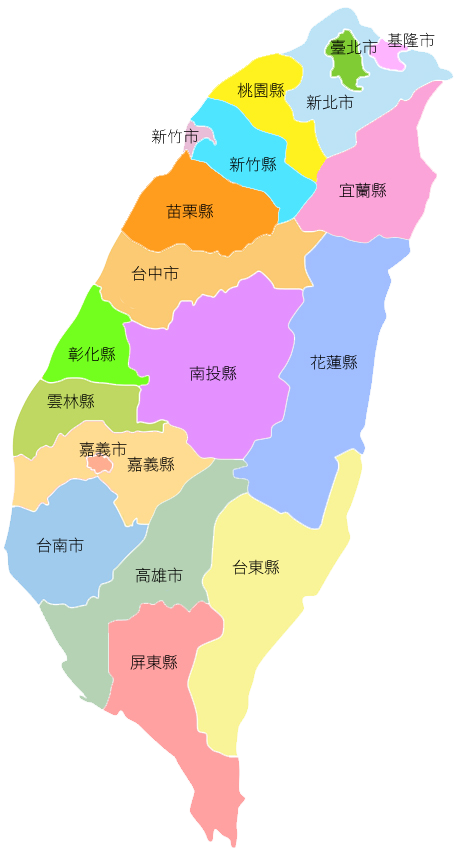 基隆市
臺北市
桃園縣
新北市
新竹市
新竹縣
宜蘭縣
苗栗縣
台中市
彰化縣
花蓮縣
南投縣
雲林縣
嘉義市
嘉義縣
台南市
台東縣
高雄市
屏東縣